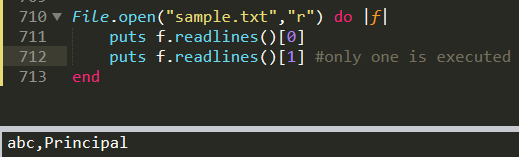 710 File.open("sample.txt","r") do |f|
711 puts f.readlines()[0]
712 puts f.readlines()[1] #only one is executed
713 end
abc,Principal